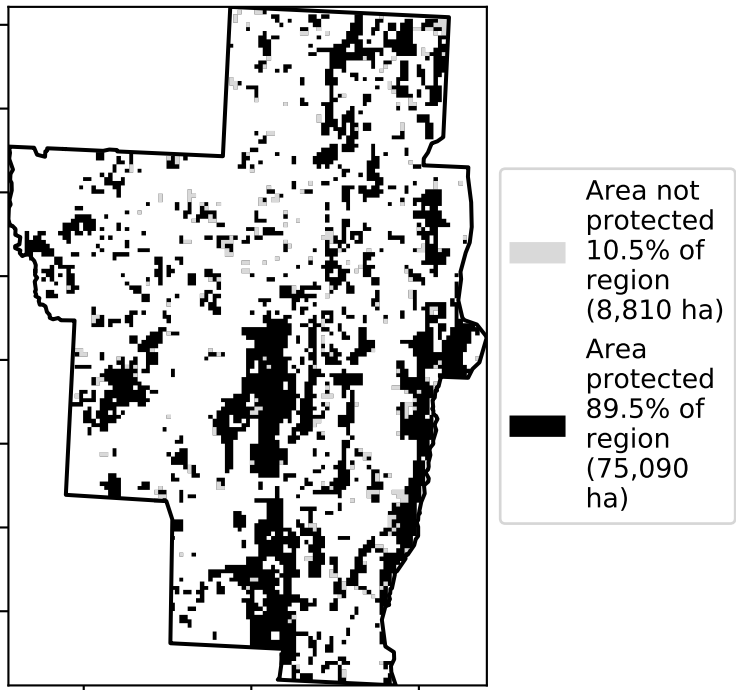 Area not
protected
10.5% of
region
(8,810 ha)
Area
protected
89.5% of
region
(75,090
ha)